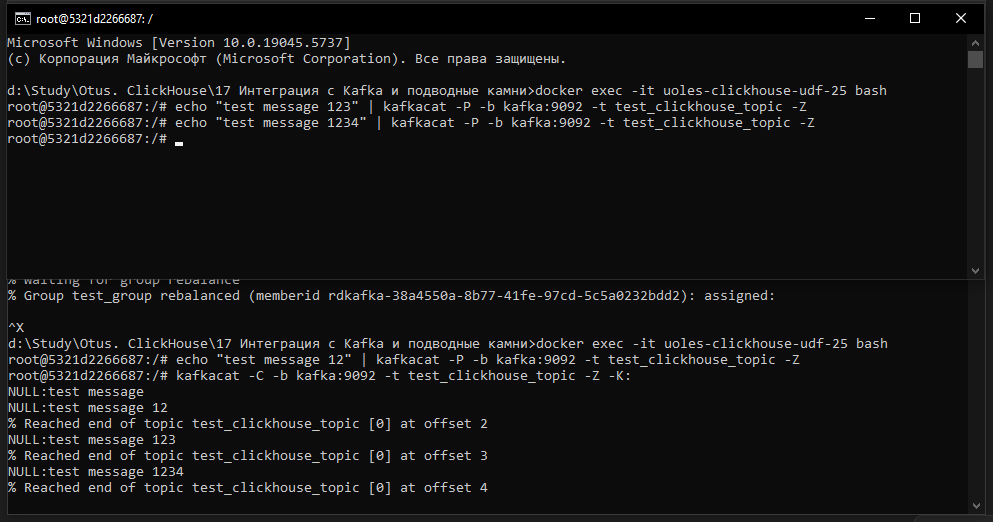 root@5321d2266687: /
Microsoft Windows [Version 10.0.19045.5737]
(c) Корпорация Майкрософт (Microsoft Corporation). Все права защищены.
d:\Study\Otus. ClickHouse\17 Интеграция с Kafka и подводные камни>docker exec -it uoles-clickhouse-udf-25 bash
root@5321d2266687:/# echo "test message 123" | kafkacat -P -b kafka:9092 -t test_clickhouse_topic -Z
root@5321d2266687:/# echo "test message 1234" | kafkacat -P -b kafka:9092 -t test_clickhouse_topic -Z
root@5321d2266687:/#
% Waiting for group rebalance
% Group test_group rebalanced (memberid rdkafka-38a4550a-8b77-41fe-97cd-5c5a0232bdd2): assigned:
^X
d:\Study\Otus. ClickHouse\17 Интеграция с Kafka и подводные камни>docker exec -it uoles-clickhouse-udf-25 bash
root@5321d2266687:/# echo "test message 12" | kafkacat -P -b kafka:9092 -t test_clickhouse_topic -Z
root@5321d2266687:/# kafkacat -C -b kafka:9092 -t test_clickhouse_topic -Z -K:
NULL:test message
NULL:test message 12
% Reached end of topic test_clickhouse_topic [0] at offset 2
NULL:test message 123
% Reached end of topic test_clickhouse_topic [0] at offset 3
NULL:test message 1234
% Reached end of topic test_clickhouse_topic [0] at offset 4